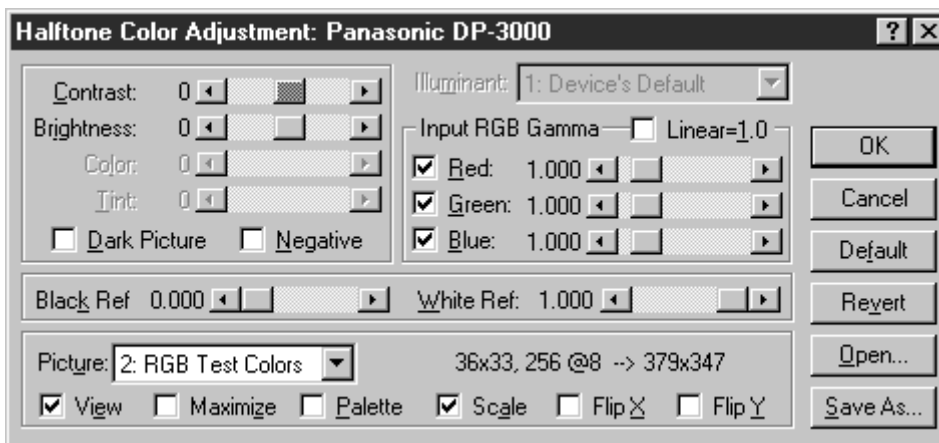 Halftone Color Adjustment: Panasonic DP-3000
Contrast: 0
Brightness: 0
Color: 0
Tint: 0
Dark Picture Negative
Illuminant: 1: Device's Default
Input RGB Gamma Linear=1.0
Red: 1.000
Green: 1.000
Blue: 1.000
OK
Cancel
Default
Revert
Open...
Save As...
Black Ref 0.000 White Ref: 1.000
Picture: 2: RGB Test Colors 36x33, 256 @8 --> 379x347
View Maximize Palette Scale Flip X Flip Y